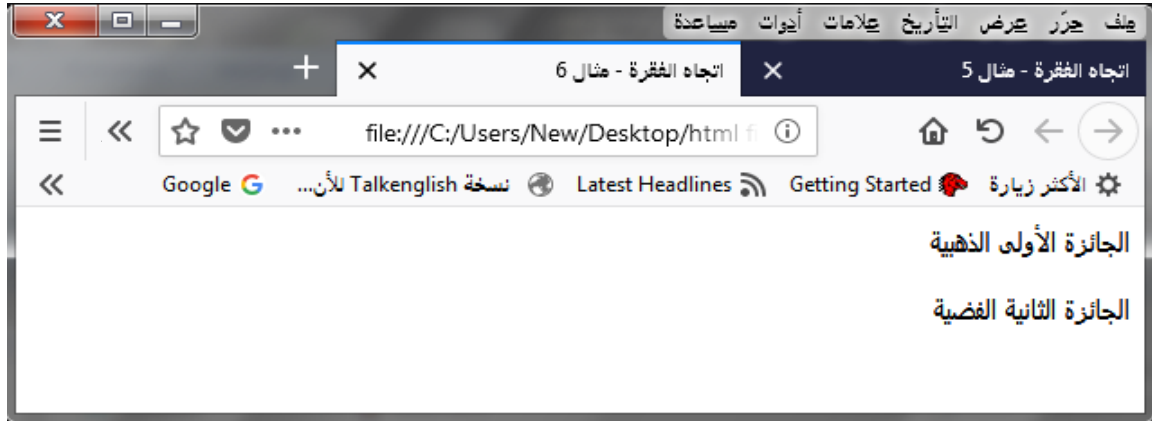 ملف حرّر عرض التأريخ علامات أدوات مساعدة
اتجاه الفقرة - مثال 5 اتجاه الفقرة - مثال 6
file:///C:/Users/New/Desktop/html
الأكثر زيارة Getting Started Latest Headlines نسخة Talkenglish للأن... Google
الجائزة الأولى الذهبية
الجائزة الثانية الفضية